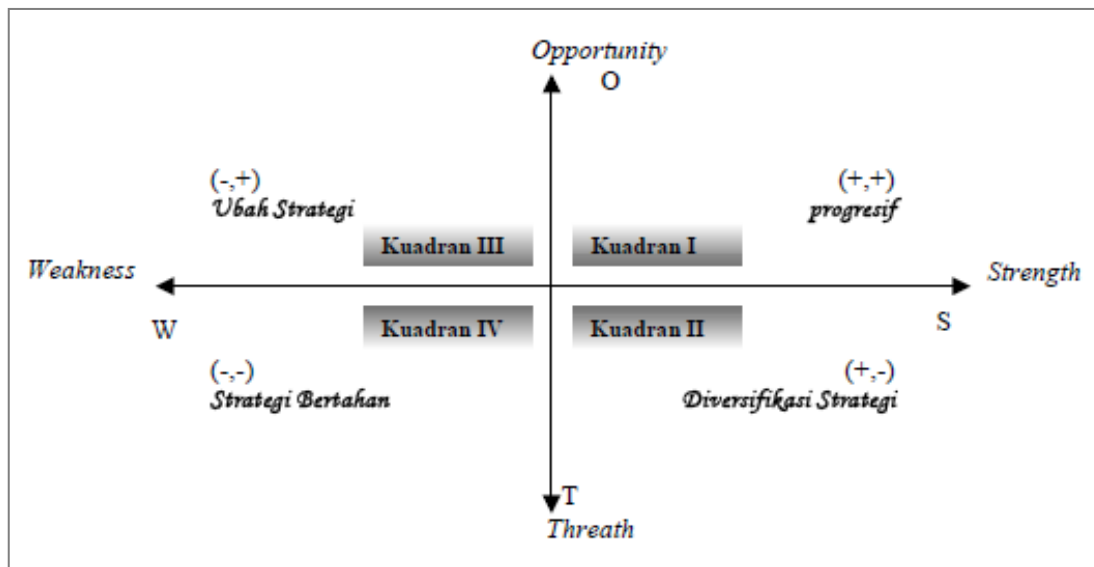 Opportunity
O
(-,+)
Ubah Strategi
(+,+)
progresif
Kuadran III
Kuadran I
Weakness
Strength
W
S
Kuadran IV
Kuadran II
(-,-)
Strategi Bertahan
(+,-)
Diversifikasi Strategi
T
Threath